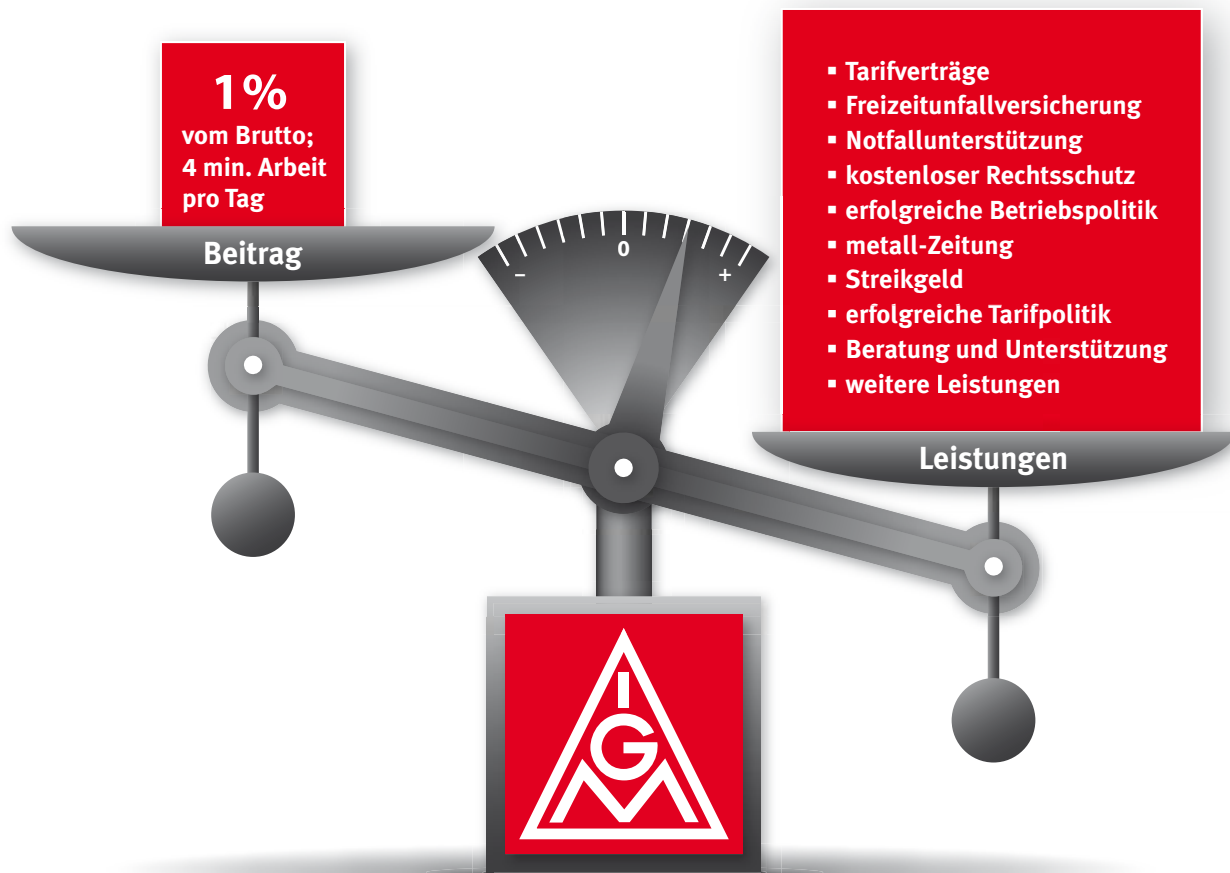 1%
vom Brutto;
4 min. Arbeit
pro Tag
Beitrag
– 0 +
▪ Tarifverträge
▪ Freizeitunfallversicherung
▪ Notfallunterstützung
▪ kostenloser Rechtsschutz
▪ erfolgreiche Betriebspolitik
▪ metall-Zeitung
▪ Streikgeld
▪ erfolgreiche Tarifpolitik
▪ Beratung und Unterstützung
▪ weitere Leistungen
Leistungen
I
G
M